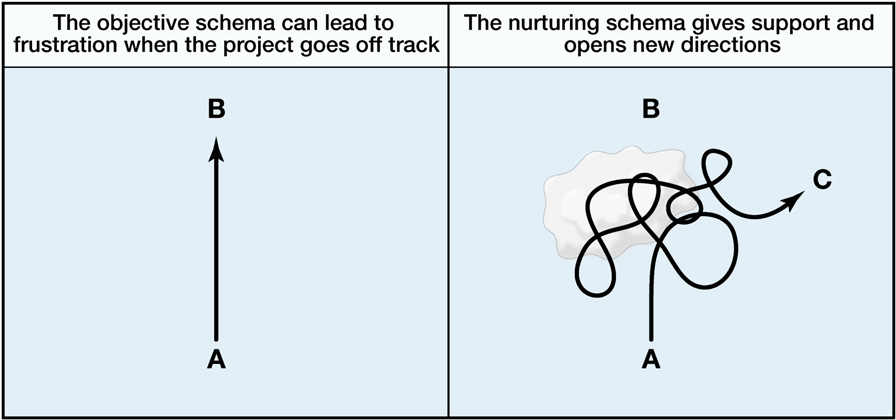 The objective schema can lead to
frustration when the project goes off track
The nurturing schema gives support and
opens new directions
B
A
B
C
A